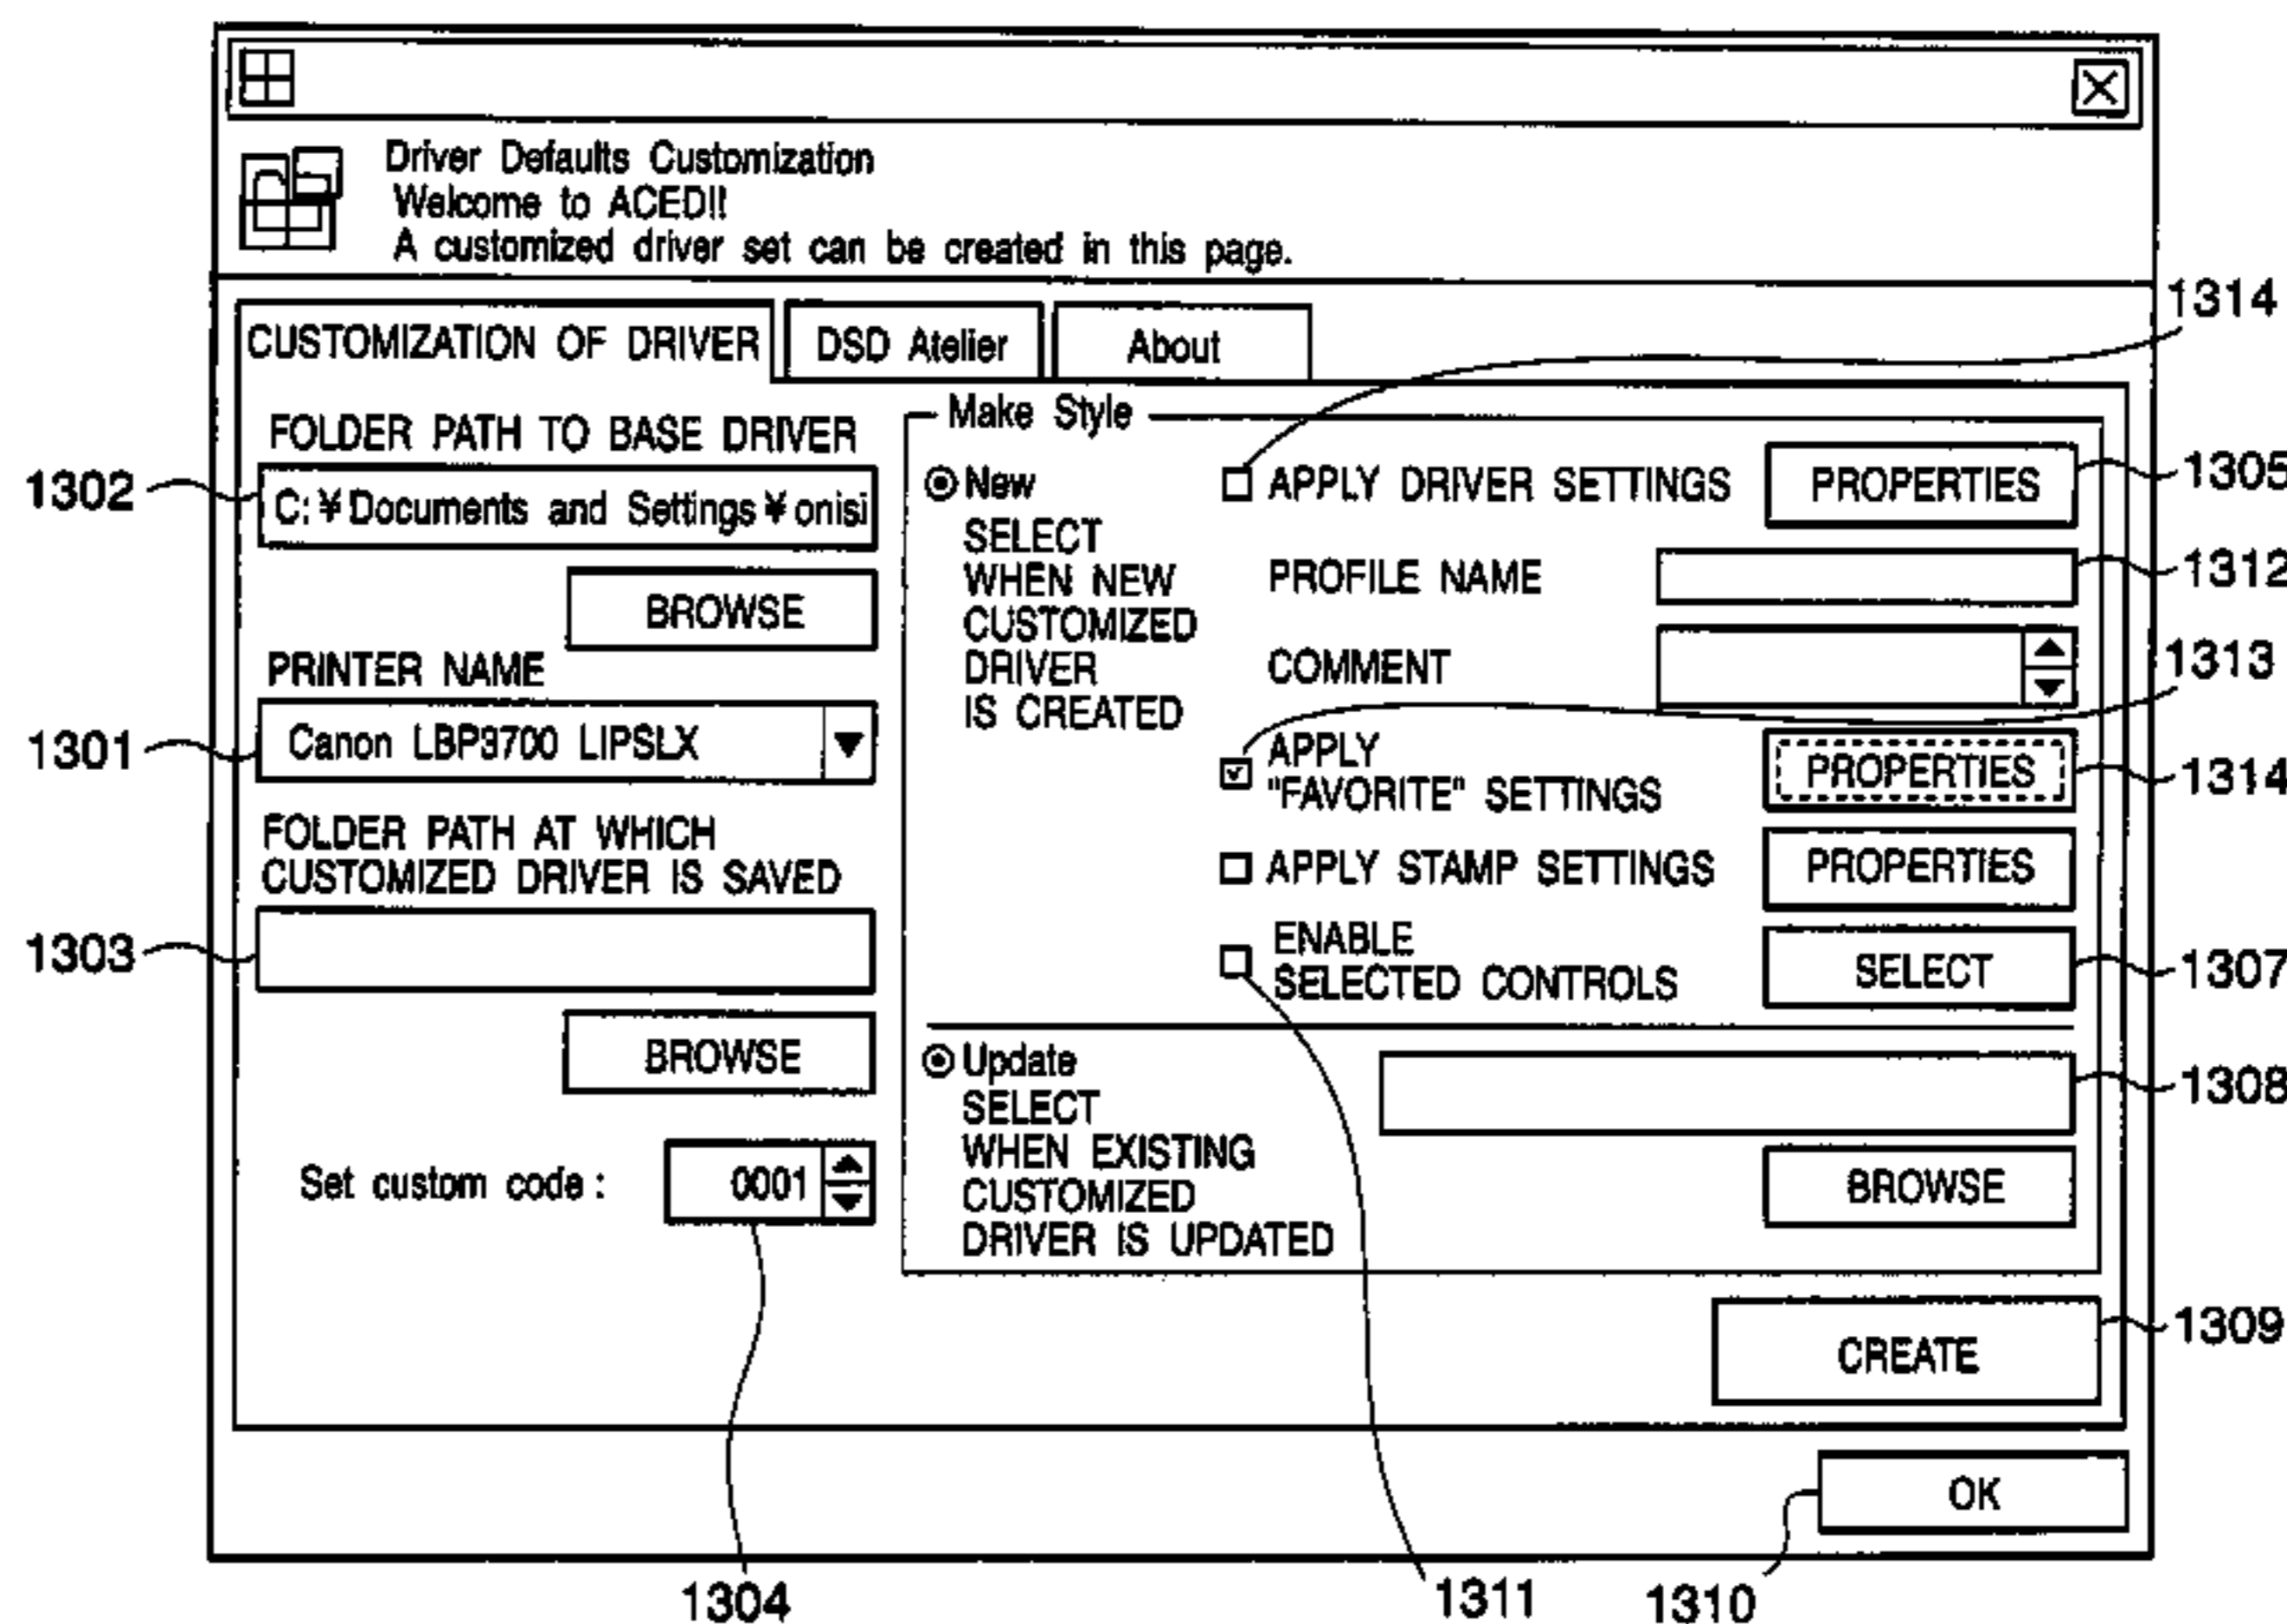 Driver Defaults Customization
Welcome to ACED!!
A customized driver set can be created in this page.
CUSTOMIZATION OF DRIVER
DSD Atelier
About
1314
FOLDER PATH TO BASE DRIVER
1302
C:¥Documents and Settings¥onisi
BROWSE
PRINTER NAME
1301
Canon LBP3700 LIPSLX
FOLDER PATH AT WHICH
CUSTOMIZED DRIVER IS SAVED
1303
BROWSE
Set custom code:
0001
1304
Make Style
New
SELECT
WHEN NEW
CUSTOMIZED
DRIVER
IS CREATED
APPLY DRIVER SETTINGS
PROPERTIES
1305
PROFILE NAME
1312
COMMENT
1313
APPLY
"FAVORITE" SETTINGS
PROPERTIES
1314
APPLY STAMP SETTINGS
PROPERTIES
ENABLE
SELECTED CONTROLS
SELECT
1307
Update
SELECT
WHEN EXISTING
CUSTOMIZED
DRIVER IS UPDATED
1308
BROWSE
CREATE
1309
OK
1311
1310